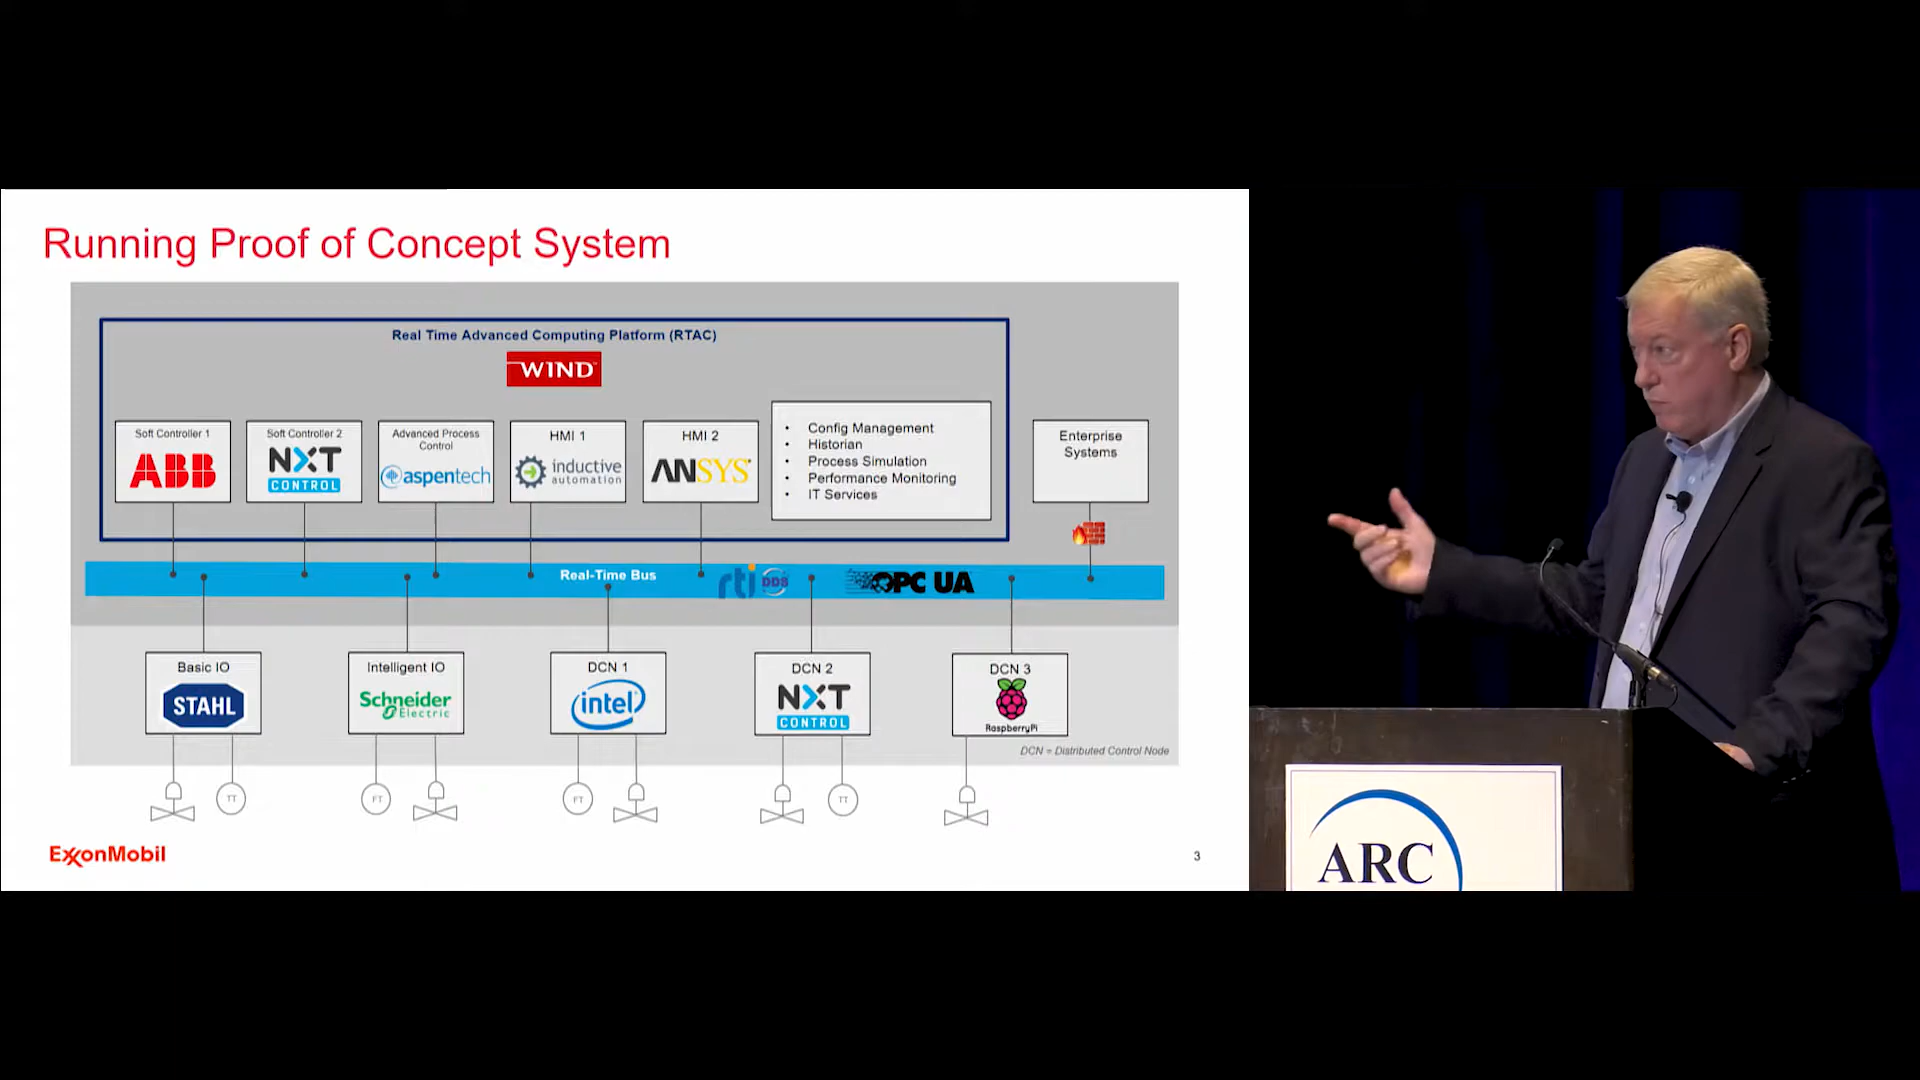 Running Proof of Concept System
Real Time Advanced Computing Platform (RTAC)
WIND
Soft Controller 1
ABB
Soft Controller 2
NXT
CONTROL
Advanced Process
Control
aspentech
HMI 1
inductive
automation
HMI 2
ANSYS
• Config Management
• Historian
• Process Simulation
• Performance Monitoring
• IT Services
Enterprise
Systems
Real-Time Bus
rti DDS
OPC UA
Basic IO
STAHL
Intelligent IO
Schneider
Electric
DCN 1
intel
DCN 2
NXT
CONTROL
DCN 3
RaspberryPi
DCN = Distributed Control Node
TT
FT
FT
TT
ExxonMobil
3
ARC